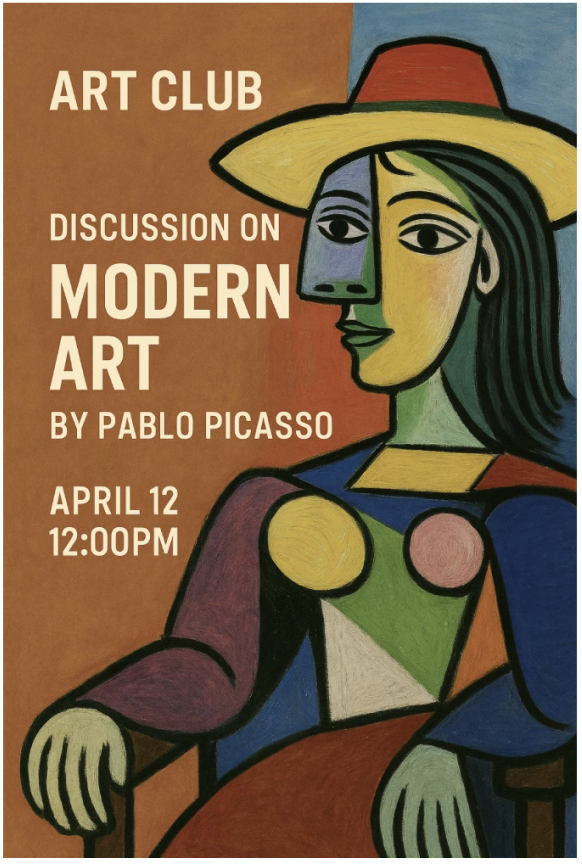 ART CLUB
DISCUSSION ON
MODERN
ART
BY PABLO PICASSO
APRIL 12
12:00PM